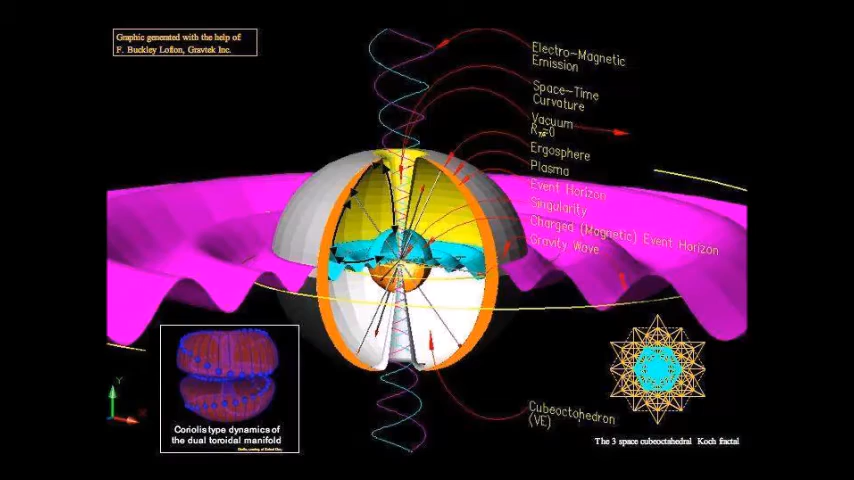 Graphic generated with the help of
F. Buckley Lofton, Gravtek Inc.
Electro-Magnetic
Emission
Space-Time
Curvature
Vacuum
Ergosphere
Plasma
Event Horizon
Singularity
Charged (Magnetic) Event Horizon
Gravity Wave
Cubeoctohedron
(VE)
Y
X
Coriolis type dynamics of
the dual toroidal manifold
The 3 space cubeoctahedral Koch fractal